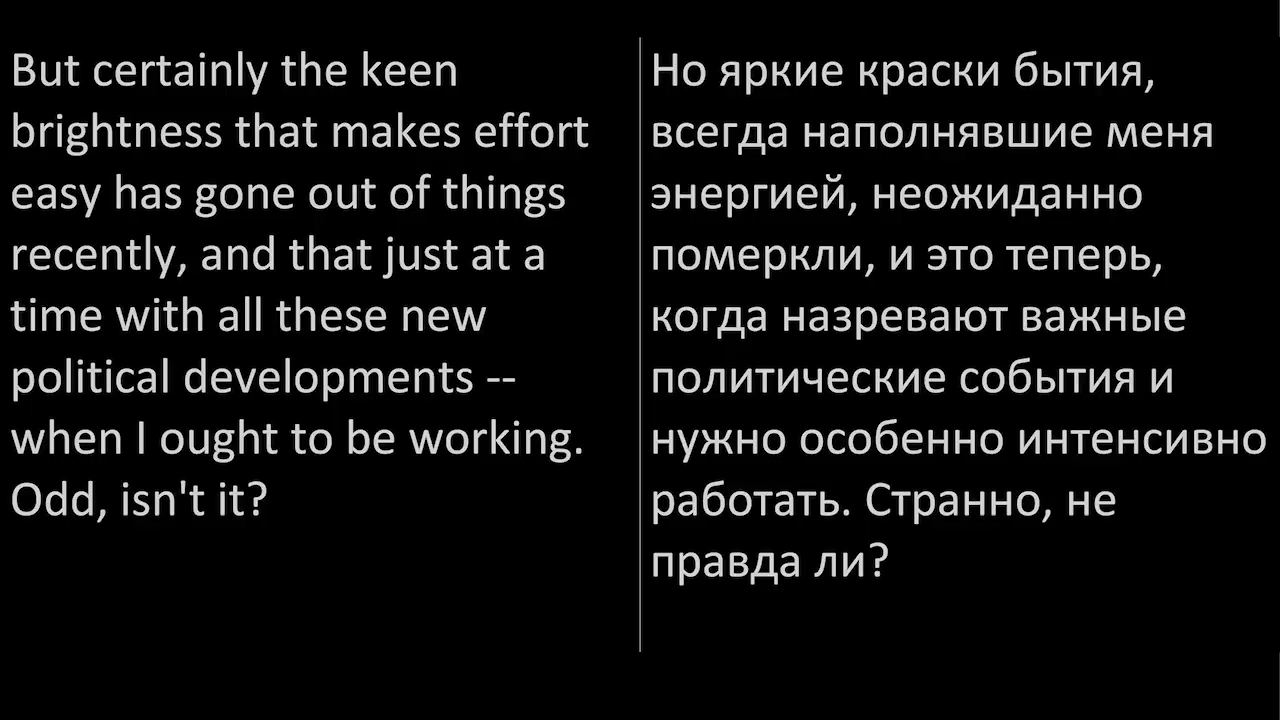 But certainly the keen
brightness that makes effort
easy has gone out of things
recently, and that just at a
time with all these new
political developments --
when I ought to be working.
Odd, isn't it?
Но яркие краски бытия,
всегда наполнявшие меня
энергией, неожиданно
померкли, и это теперь,
когда назревают важные
политические события и
нужно особенно интенсивно
работать. Странно, не
правда ли?